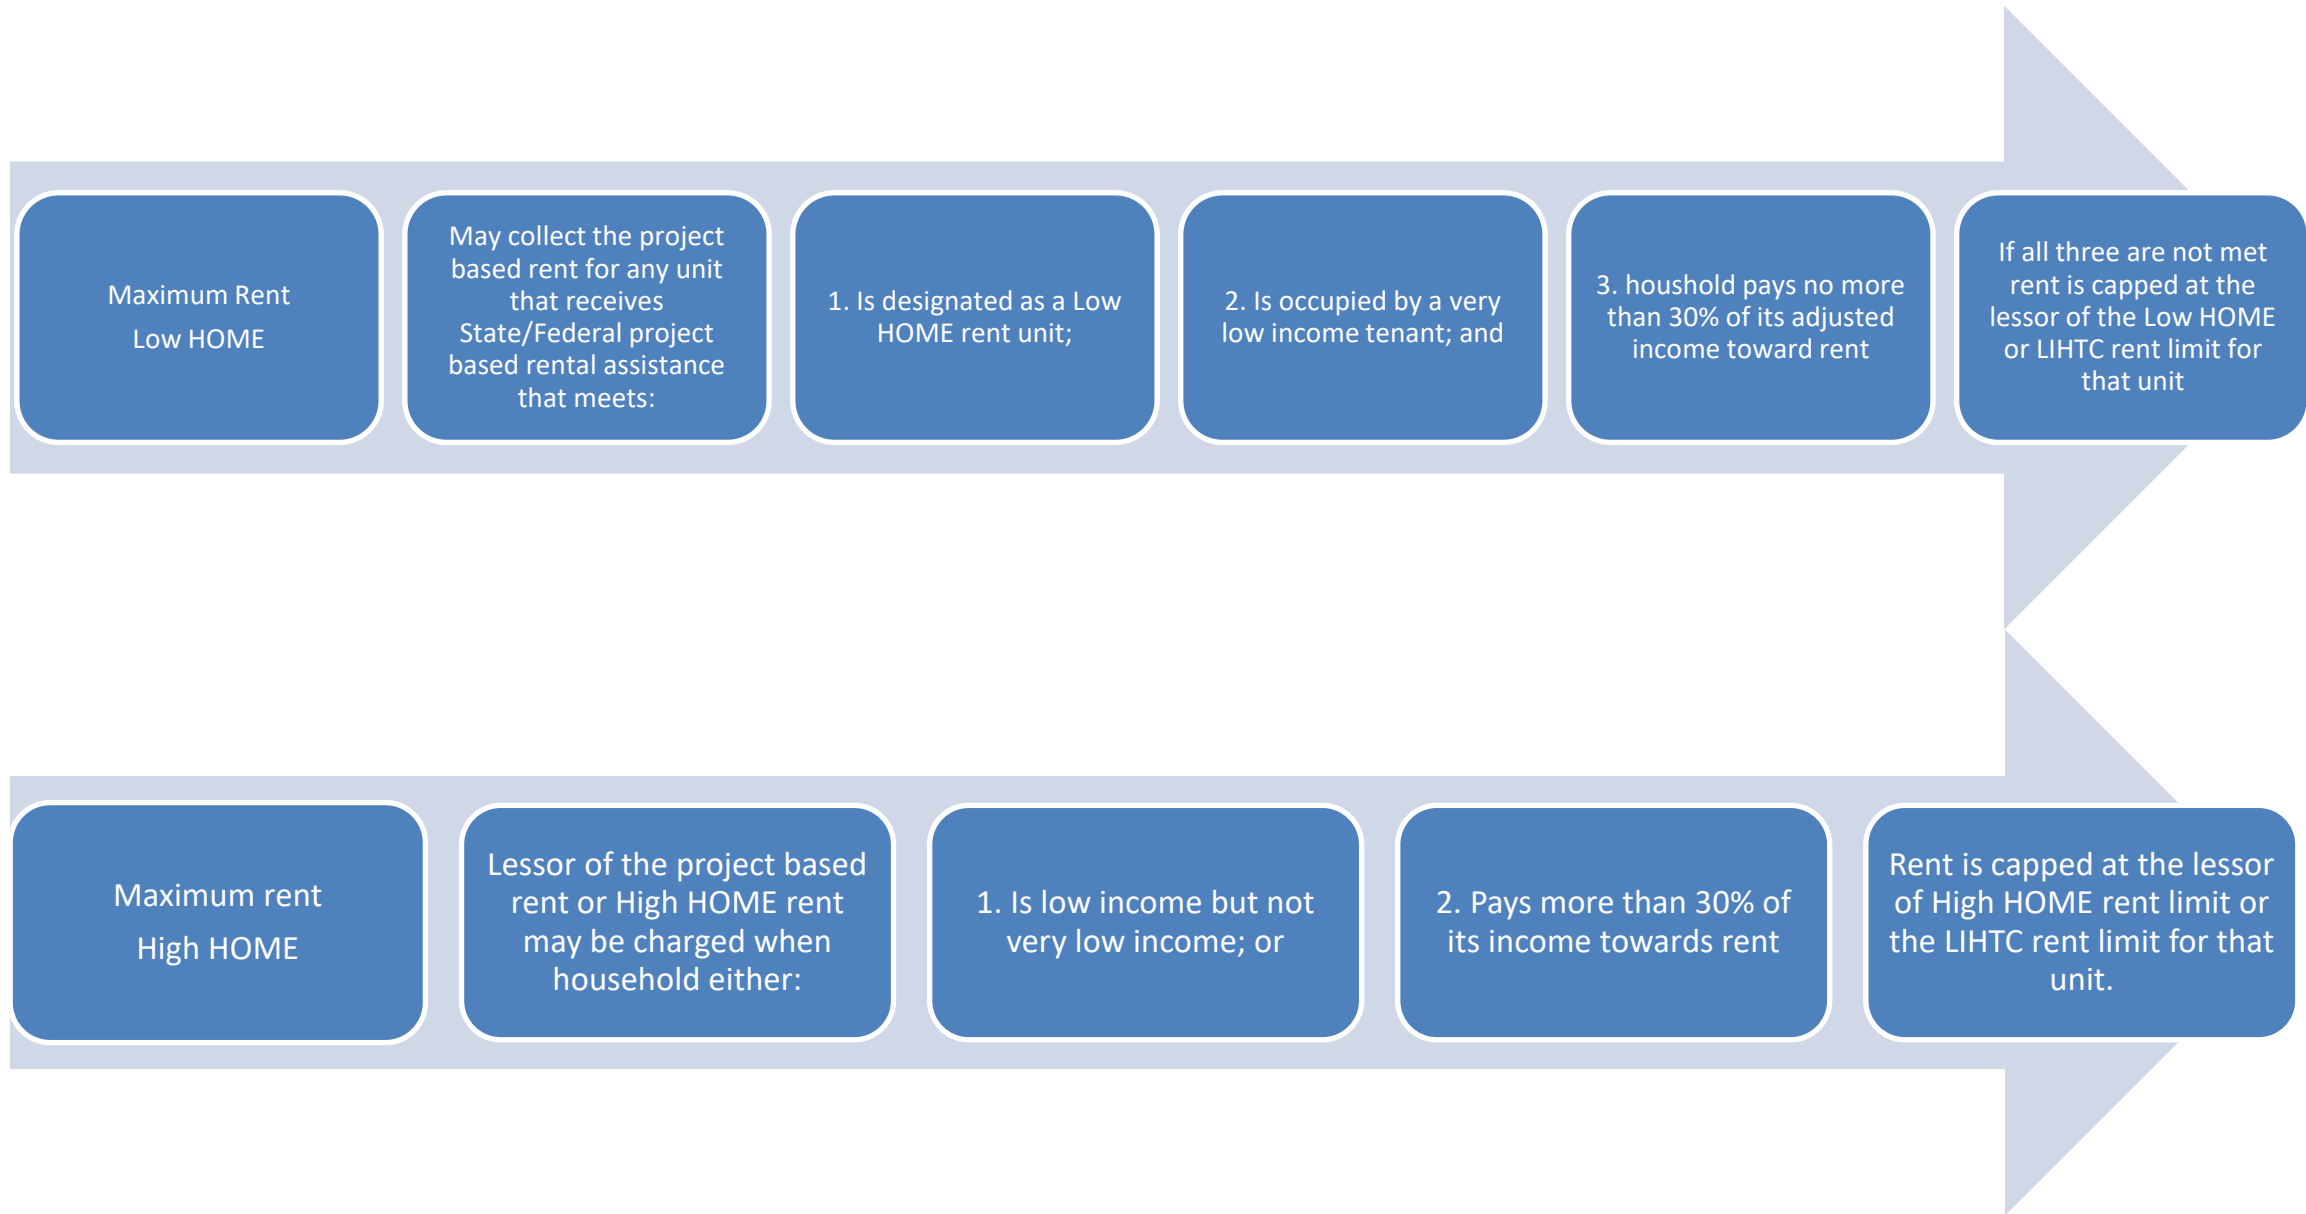 Maximum Rent
Low HOME
May collect the project
based rent for any unit
that receives
State/Federal project
based rental assistance
that meets:
1. Is designated as a Low
HOME rent unit;
2. Is occupied by a very
low income tenant; and
3. houshold pays no more
than 30% of its adjusted
income toward rent
If all three are not met
rent is capped at the
lessor of the Low HOME
or LIHTC rent limit for
that unit
Maximum rent
High HOME
Lessor of the project based
rent or High HOME rent
may be charged when
household either:
1. Is low income but not
very low income; or
2. Pays more than 30% of
its income towards rent
Rent is capped at the lessor
of High HOME rent limit or
the LIHTC rent limit for that
unit.